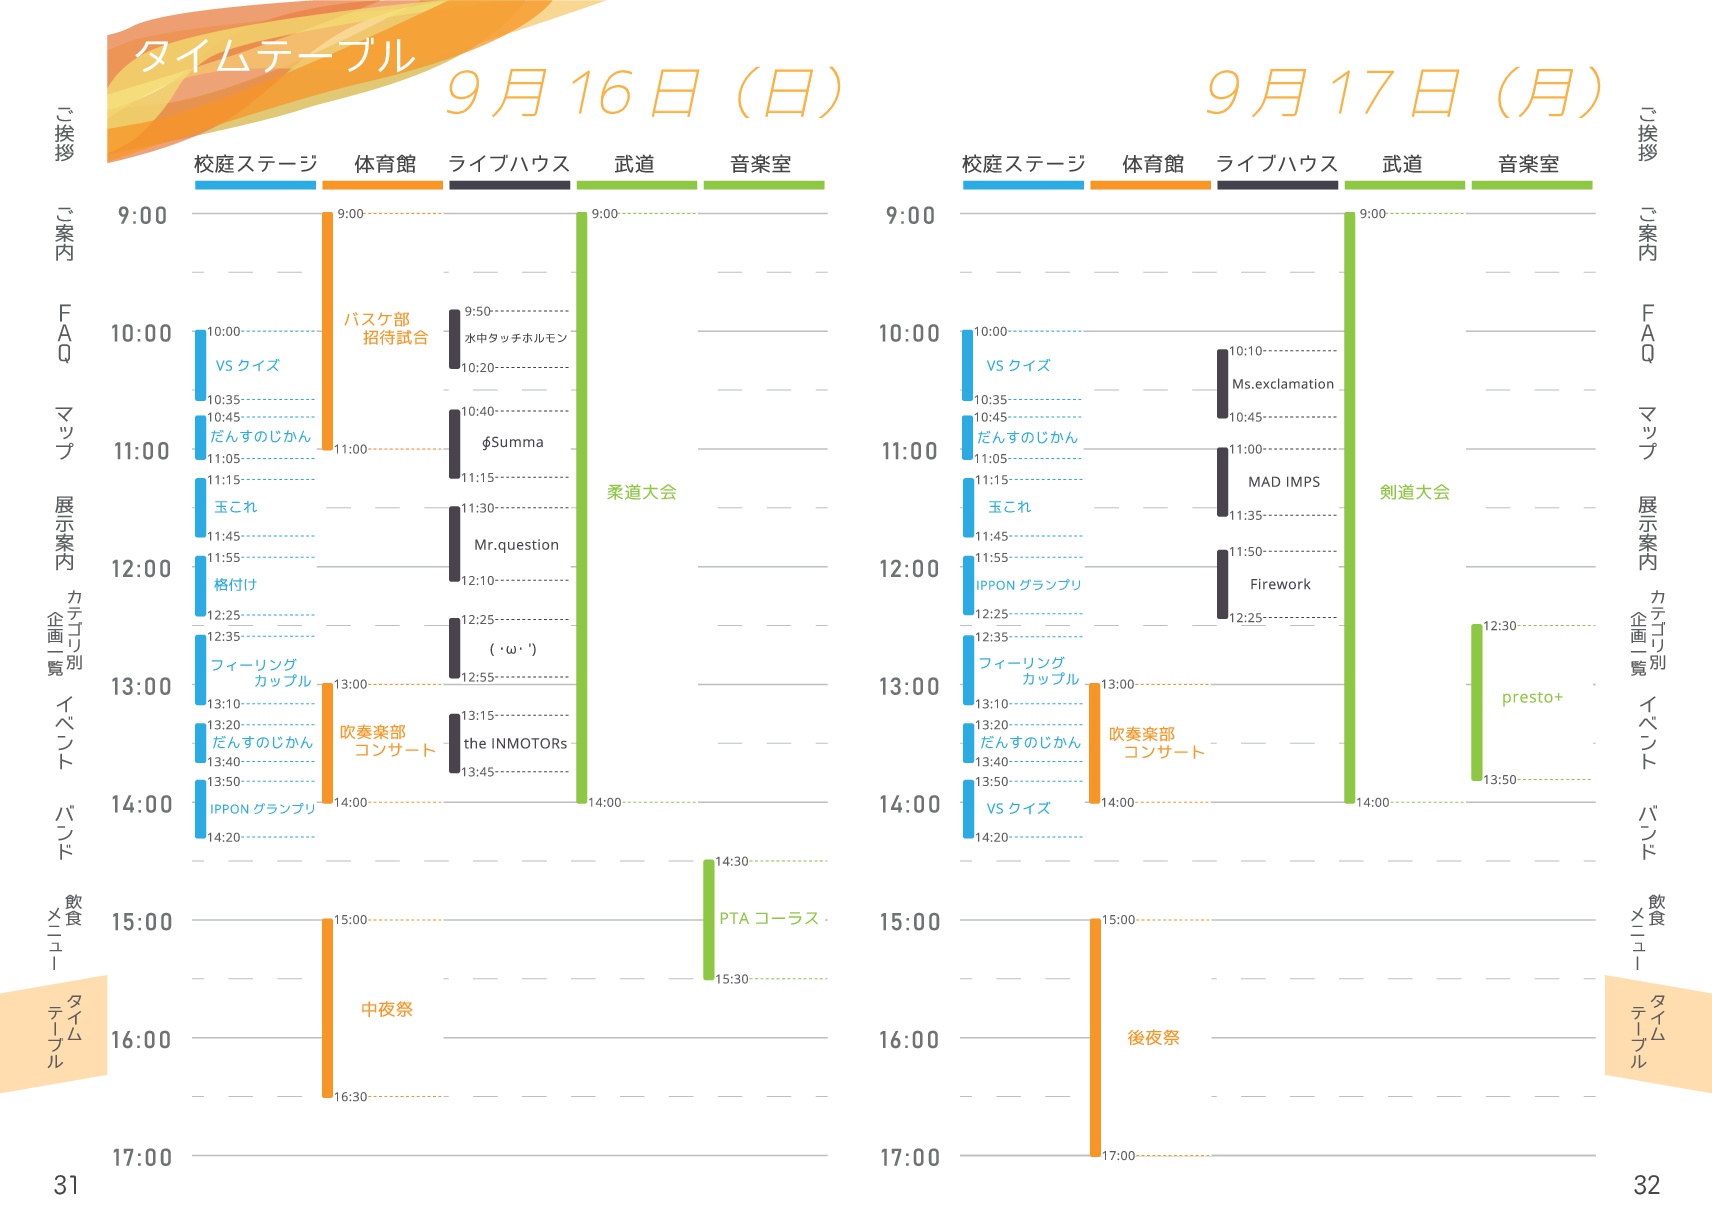 タイムテーブル
9月16日（日）
校庭ステージ 体育館 ライブハウス 武道 音楽室
9:00
10:00
11:00
12:00
13:00
14:00
15:00
16:00
17:00
10:00
VS クイズ
10:35
10:45
だんすのじかん
11:05
11:15
玉これ
11:45
11:55
格付け
12:25
12:35
フィーリング
カップル
13:10
13:20
だんすのじかん
13:40
13:50
IPPON グランプリ
14:20
9:00
バスケ部
招待試合
11:00
13:00
吹奏楽部
コンサート
14:00
15:00
中夜祭
16:30
9:50
水中タッチホルモン
10:20
10:40
∮Summa
11:15
11:30
Mr.question
12:10
12:25
( ･ω･ ')
12:55
13:15
the INMOTORs
13:45
9:00
柔道大会
14:00
14:30
PTA コーラス
15:30
9月17日（月）
校庭ステージ 体育館 ライブハウス 武道 音楽室
9:00
10:00
11:00
12:00
13:00
14:00
15:00
16:00
17:00
10:00
VS クイズ
10:35
10:45
だんすのじかん
11:05
11:15
玉これ
11:45
11:55
IPPON グランプリ
12:25
12:35
フィーリング
カップル
13:10
13:20
だんすのじかん
13:40
13:50
VS クイズ
14:20
13:00
吹奏楽部
コンサート
14:00
15:00
後夜祭
17:00
10:10
Ms.exclamation
10:45
11:00
MAD IMPS
11:35
11:50
Firework
12:25
9:00
剣道大会
14:00
12:30
presto+
13:50
ご挨拶
ご案内
FAQ
マップ
展示案内
カテゴリ別
企画一覧
イベント
バンド
飲食
メニュー
タイム
テーブル
31
ご挨拶
ご案内
FAQ
マップ
展示案内
カテゴリ別
企画一覧
イベント
バンド
飲食
メニュー
タイム
テーブル
32